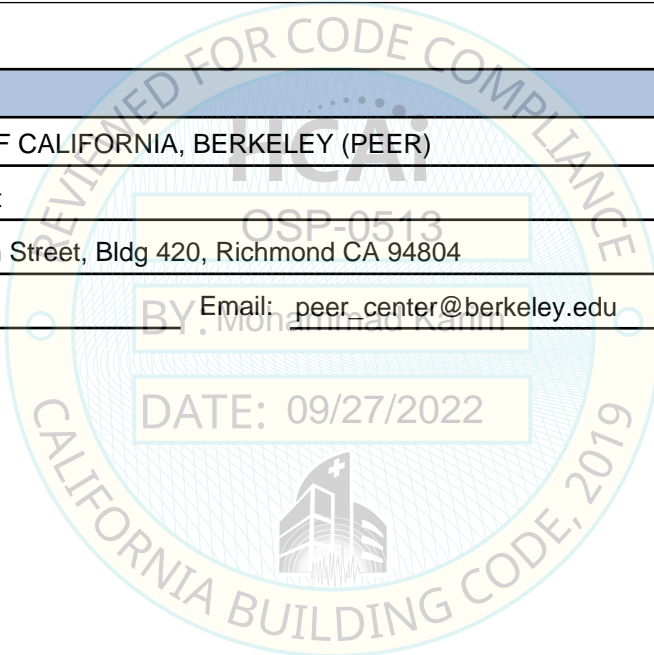 REVIEWED FOR CODE COMPLIANCE
HCAi
F CALIFORNIA, BERKELEY (PEER)
:
OSP-0513
Street, Bldg 420, Richmond CA 94804
Email: peer_center@berkeley.edu
BY: Mohammad Karim
DATE: 09/27/2022
CALIFORNIA BUILDING CODE, 2019